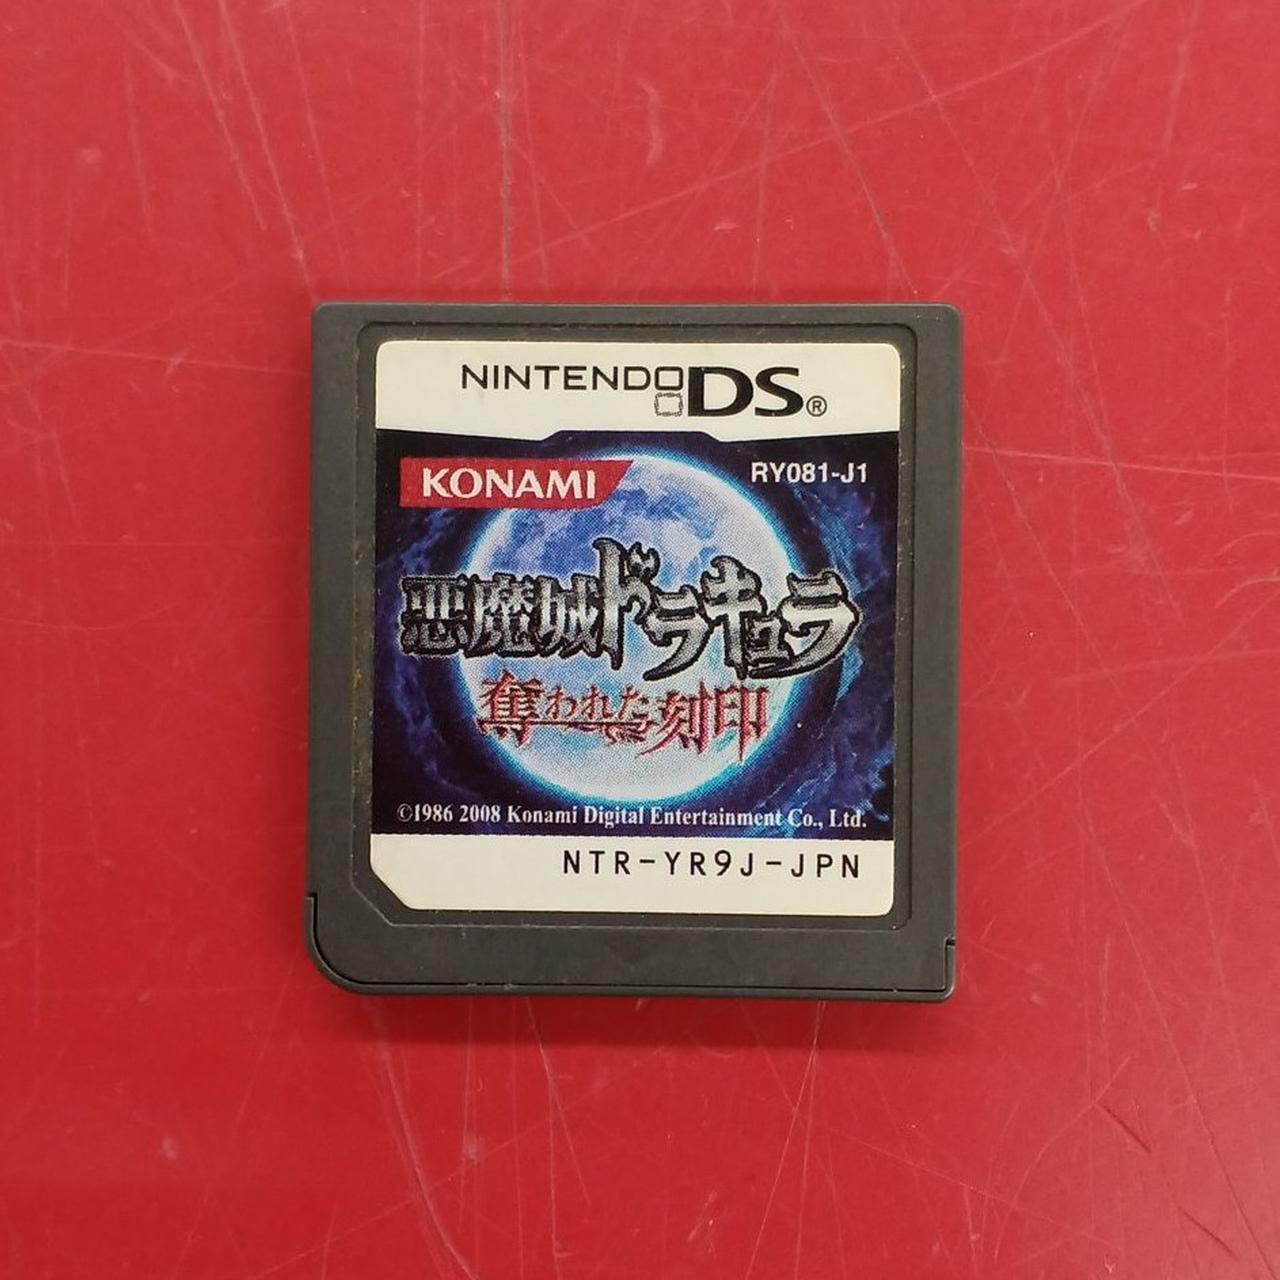 NINTENDO DS®
KONAMI
RY081-J1
悪魔城ドラキュラ
奪われた刻印
©1986 2008 Konami Digital Entertainment Co., Ltd.
NTR-YR9J-JPN